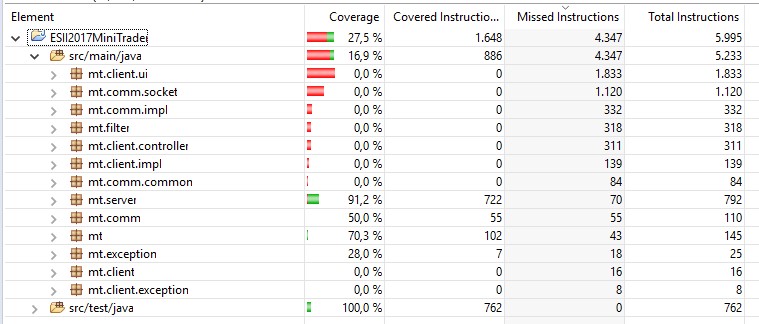 Element Coverage Covered Instructio... Missed Instructions Total Instructions
ESII2017MiniTrader 27,5 % 1.648 4.347 5.995
src/main/java 16,9 % 886 4.347 5.233
mt.client.ui 0,0 % 0 1.833 1.833
mt.comm.socket 0,0 % 0 1.120 1.120
mt.comm.impl 0,0 % 0 332 332
mt.filter 0,0 % 0 318 318
mt.client.controller 0,0 % 0 311 311
mt.client.impl 0,0 % 0 139 139
mt.comm.common 0,0 % 0 84 84
mt.server 91,2 % 722 70 792
mt.comm 50,0 % 55 55 110
mt 70,3 % 102 43 145
mt.exception 28,0 % 7 18 25
mt.client 0,0 % 0 16 16
mt.client.exception 0,0 % 0 8 8
src/test/java 100,0 % 762 0 762